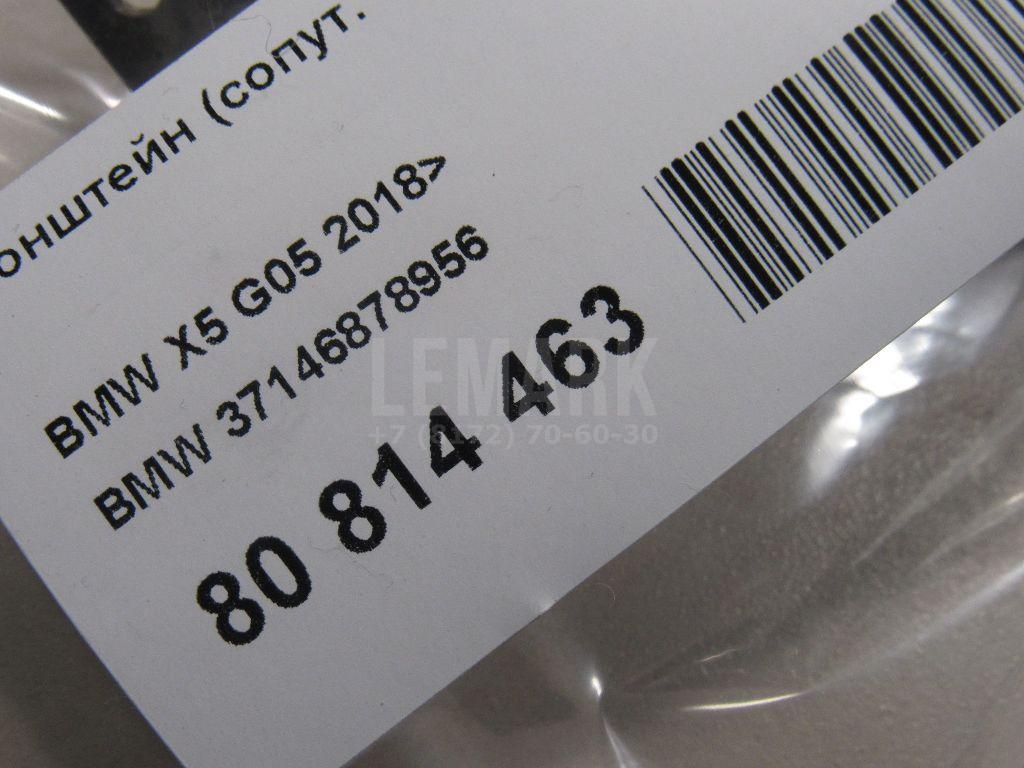 онштейн (сопут.
BMW X5 G05 2018>
BMW 37146878956
80 814 463
LEMARK
+7 (8172) 70-60-30